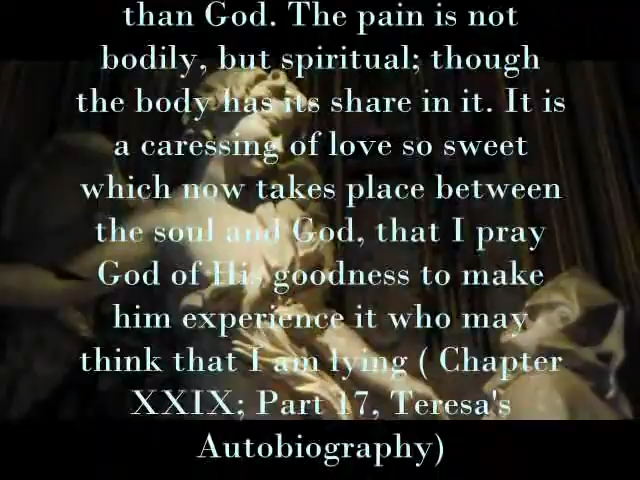 than God. The pain is not
bodily, but spiritual; though
the body has its share in it. It is
a caressing of love so sweet
which now takes place between
the soul and God, that I pray
God of His goodness to make
him experience it who may
think that I am lying ( Chapter
XXIX; Part 17, Teresa's
Autobiography)